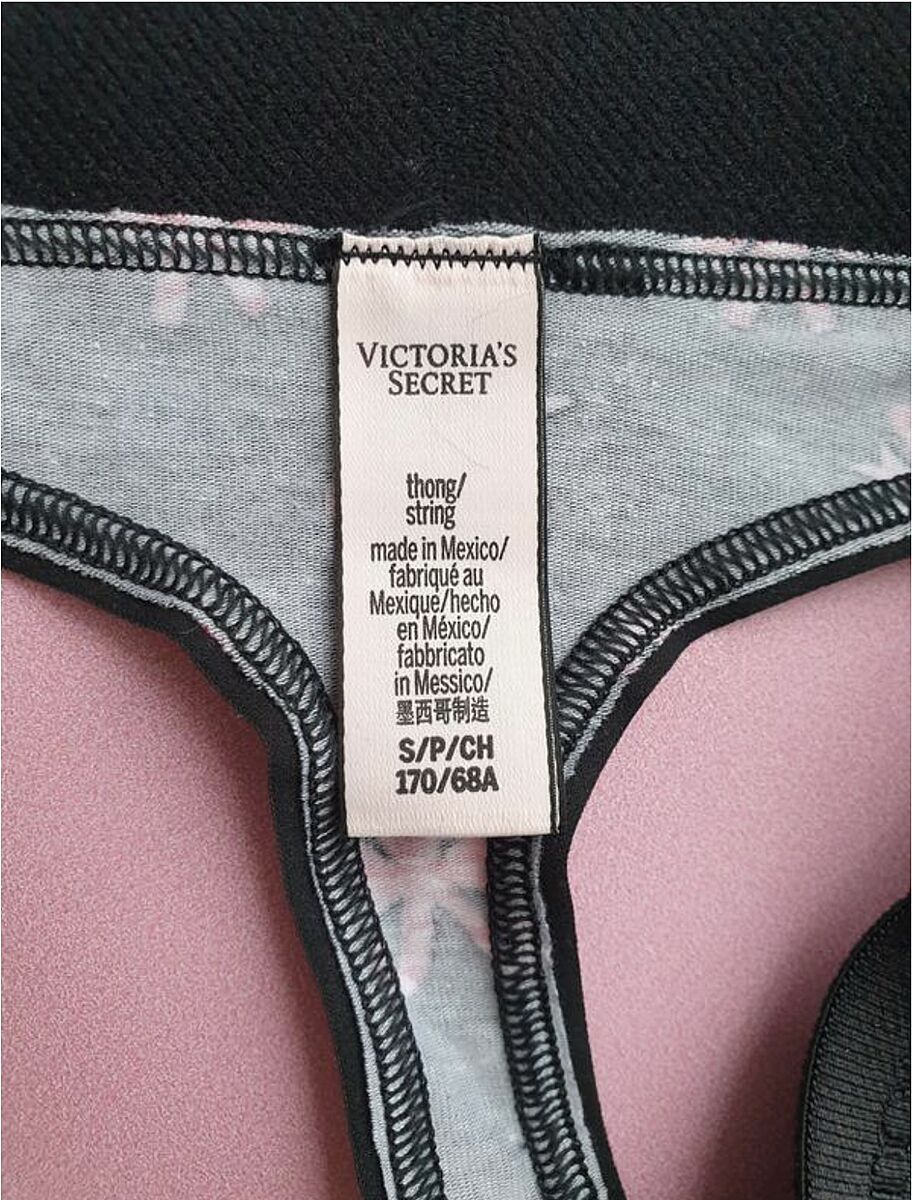 VICTORIA'S
SECRET
thong/
string
made in Mexico/
fabriqué au
Mexique/hecho
en México/
fabbricato
in Messico/
墨西哥制造
S/P/CH
170/68A